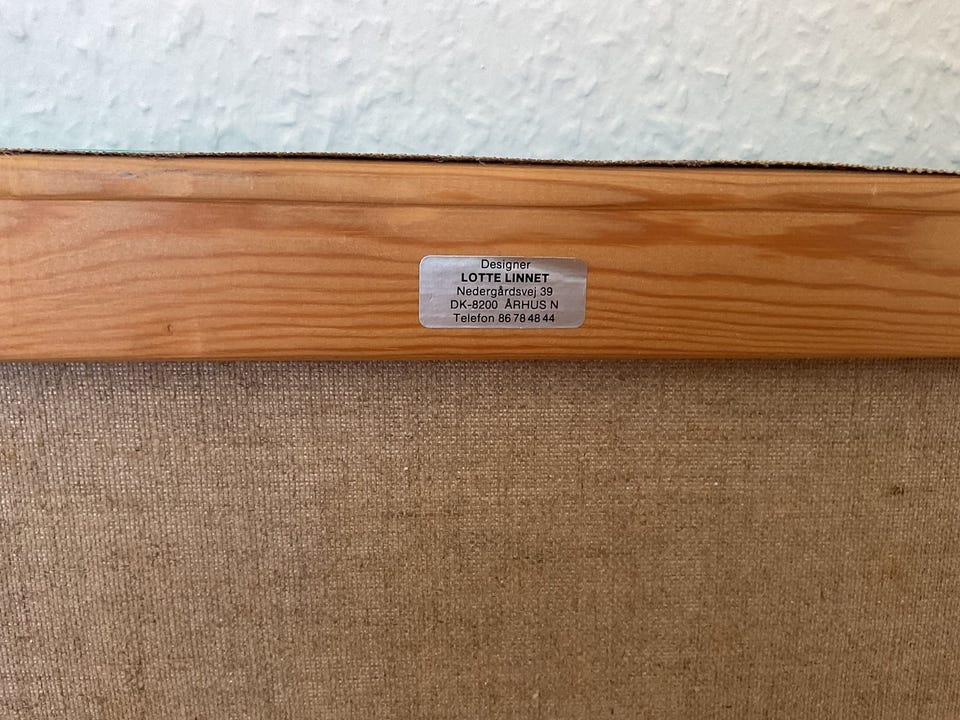 Designer
LOTTE LINNET
Nedergårdsvej 39
DK-8200 ÅRHUS N
Telefon 86 78 48 44